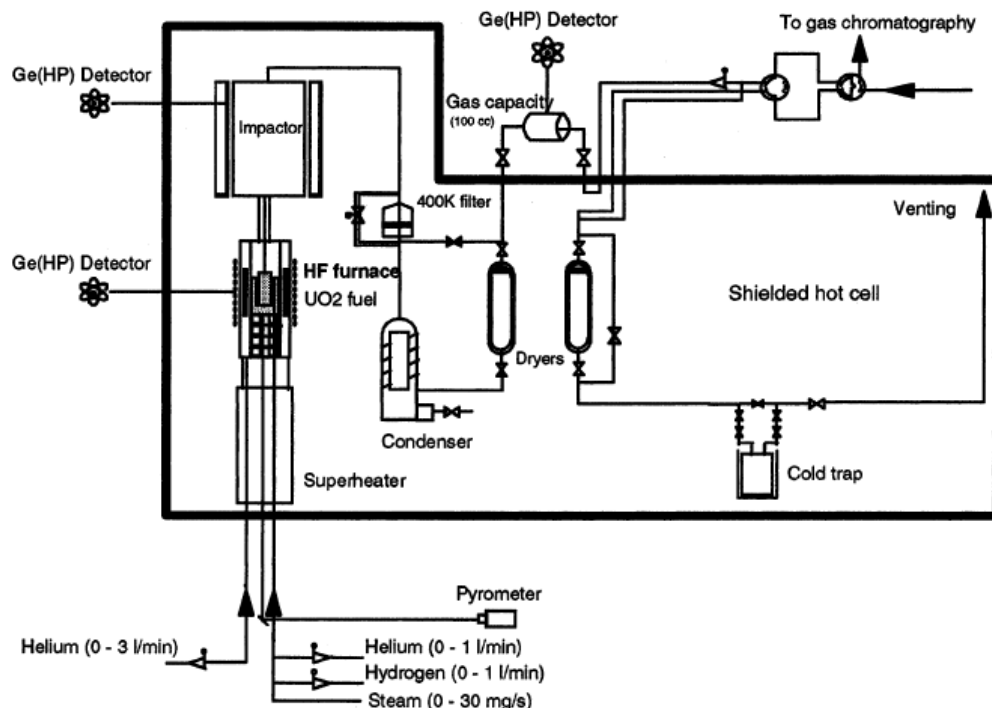 Ge(HP) Detector
To gas chromatography
Ge(HP) Detector
Gas capacity
(100 cc)
Impactor
400K filter
Venting
Ge(HP) Detector
HF furnace
UO2 fuel
Shielded hot cell
Dryers
Condenser
Superheater
Cold trap
Pyrometer
Helium (0 - 3 l/min)
Helium (0 - 1 l/min)
Hydrogen (0 - 1 l/min)
Steam (0 - 30 mg/s)